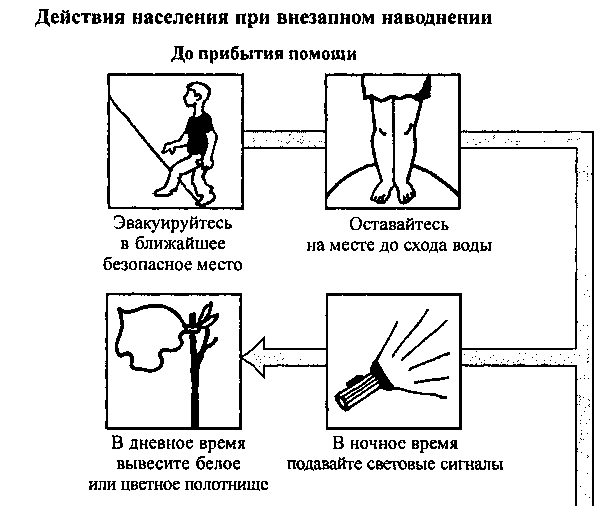 Действия населения при внезапном наводнении
До прибытия помощи
Эвакуируйтесь
в ближайшее
безопасное место
Оставайтесь
на месте до схода воды
В дневное время
вывесите белое
или цветное полотнище
В ночное время
подавайте световые сигналы